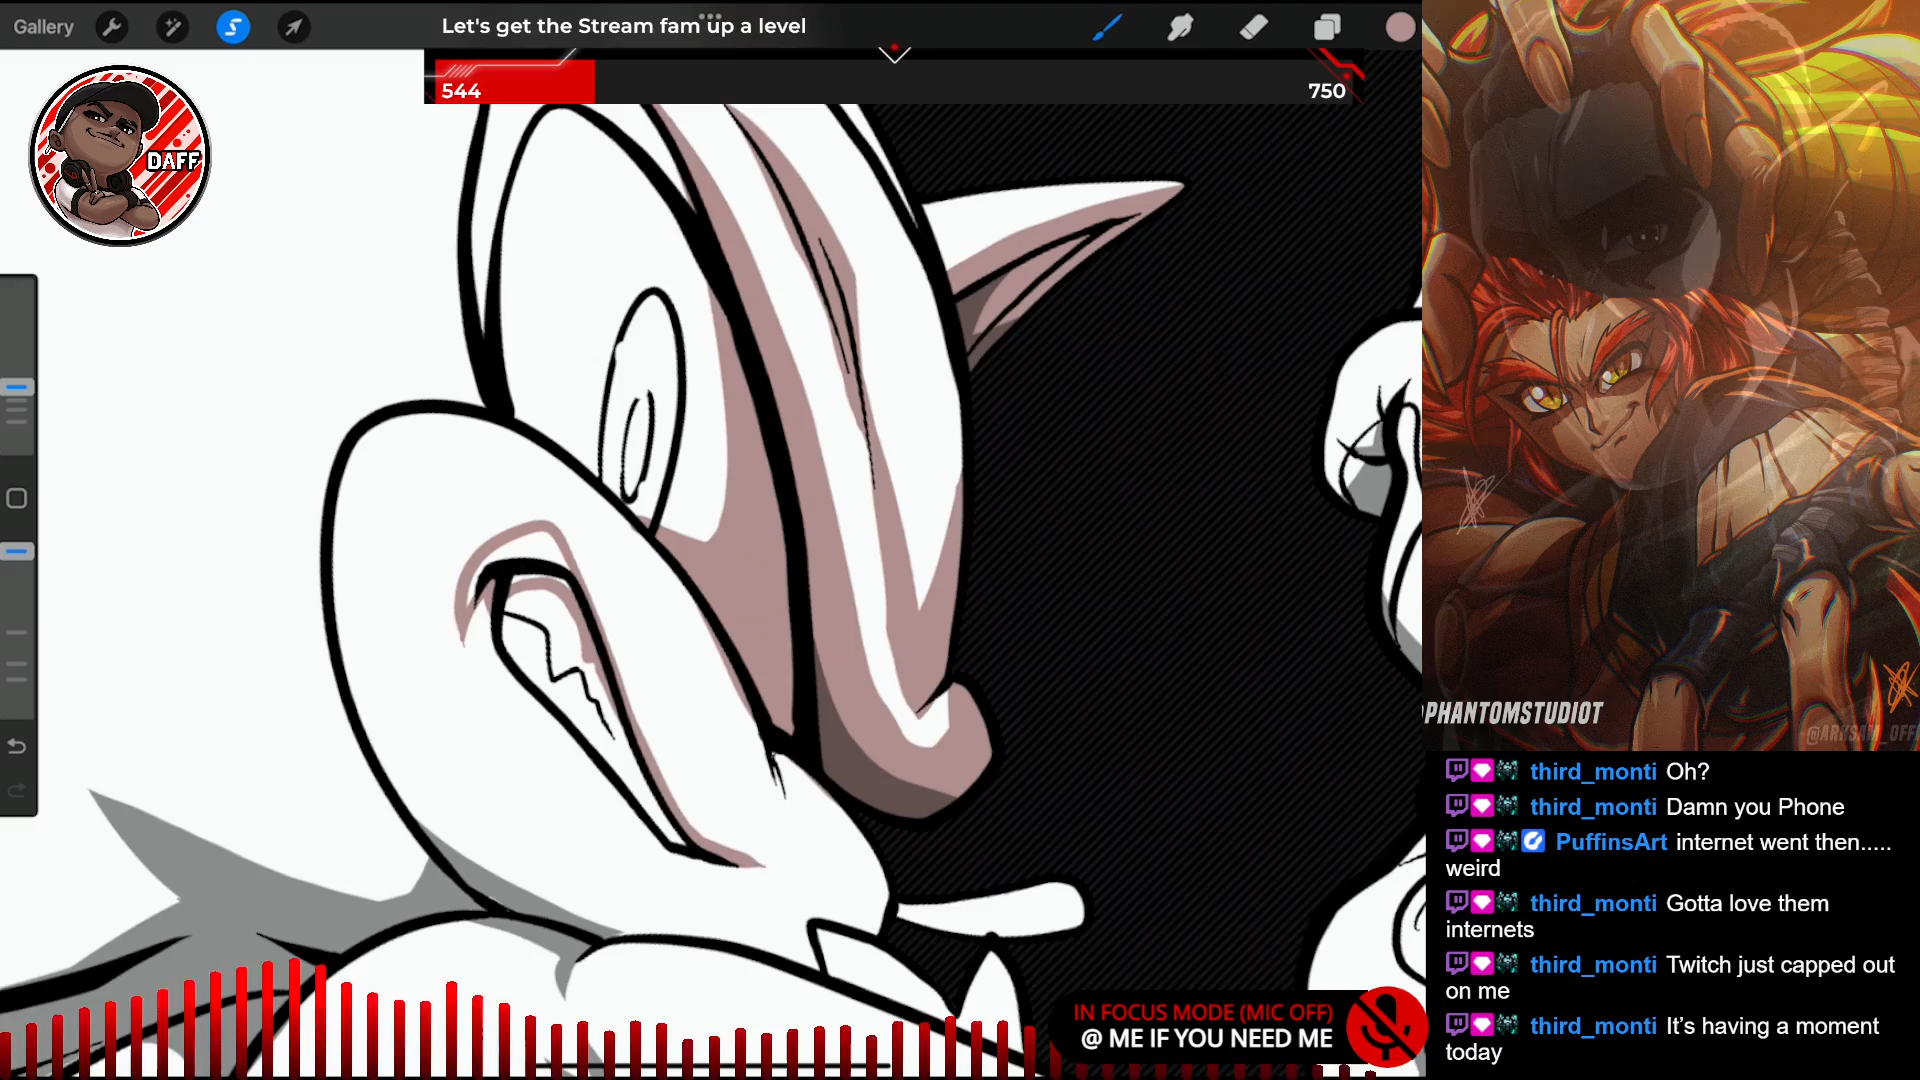 Gallery
Let's get the Stream fam up a level
544
750
DAFF
PHANTOMSTUDIOT
third_monti Oh?
third_monti Damn you Phone
PuffinsArt internet went then.....
weird
third_monti Gotta love them
internets
third_monti Twitch just capped out
on me
third_monti It's having a moment
today
IN FOCUS MODE (MIC OFF)
@ ME IF YOU NEED ME